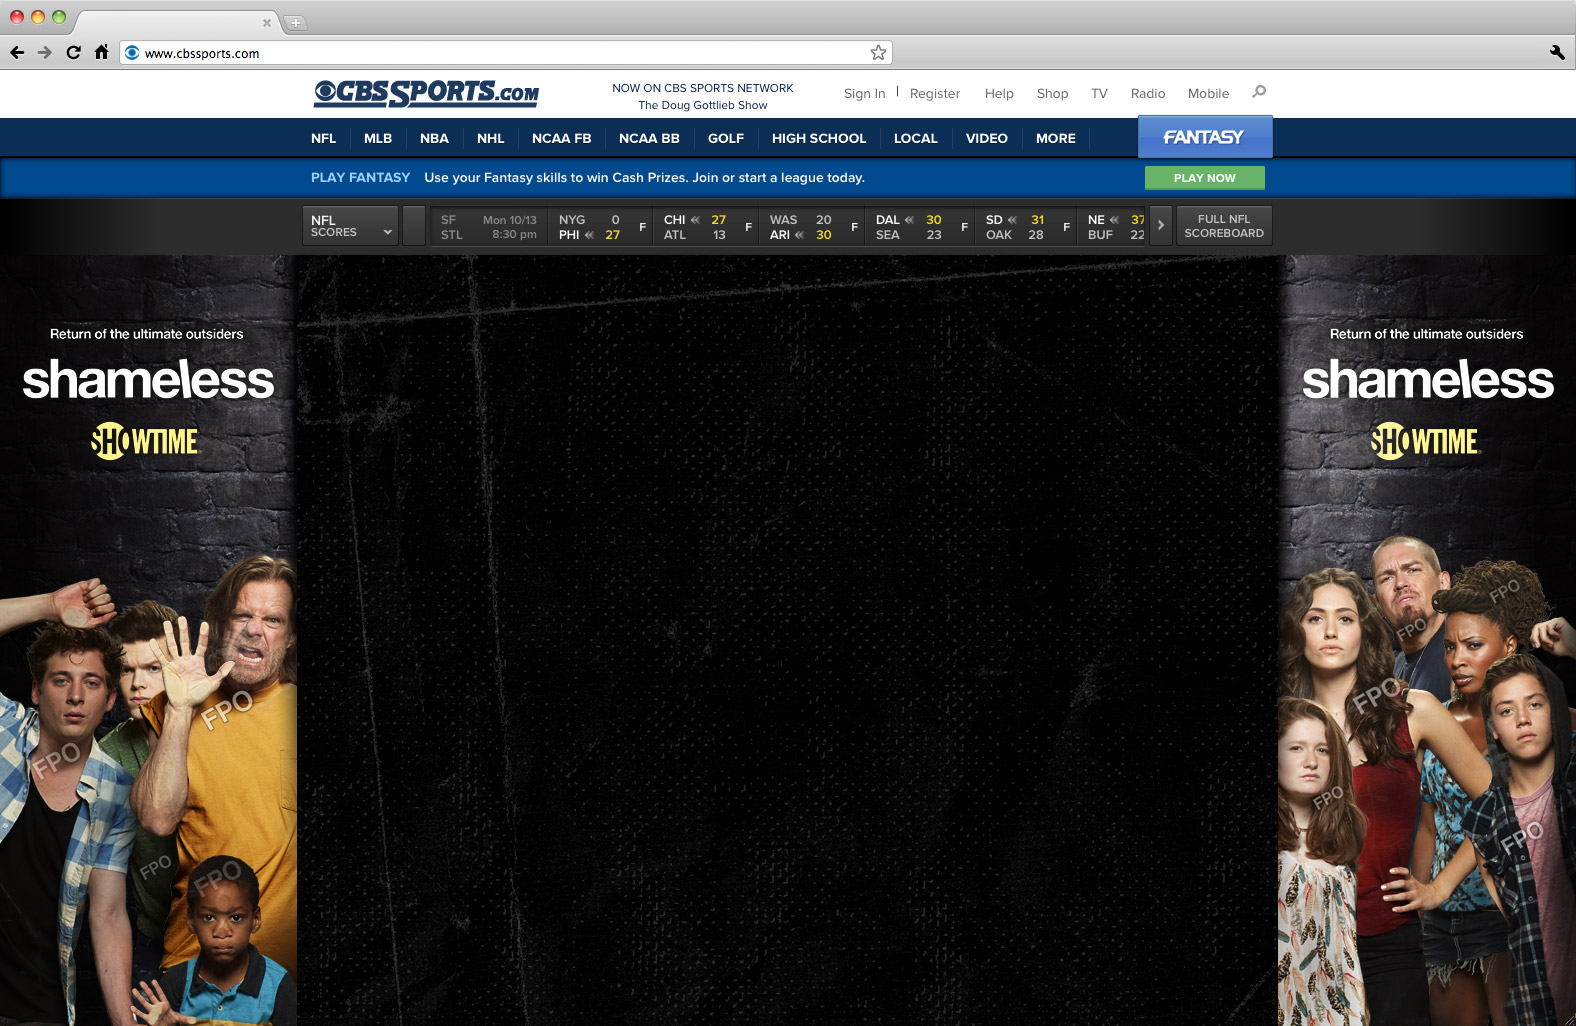 www.cbssports.com
CBSSPORTS.COM
NOW ON CBS SPORTS NETWORK
The Doug Gottlieb Show
Sign In | Register Help Shop TV Radio Mobile
NFL MLB NBA NHL NCAA FB NCAA BB GOLF HIGH SCHOOL LOCAL VIDEO MORE FANTASY
PLAY FANTASY Use your Fantasy skills to win Cash Prizes. Join or start a league today. PLAY NOW
NFL
SCORES
SF Mon 10/13
STL 8:30 pm
NYG 0
PHI « 27
F
CHI « 27
ATL 13
F
WAS 20
ARI « 30
F
DAL « 30
SEA 23
F
SD « 31
OAK 28
F
NE « 37
BUF 22
FULL NFL
SCOREBOARD
Return of the ultimate outsiders
shameless
SHOWTIME
FPO
FPO
FPO
FPO
Return of the ultimate outsiders
shameless
SHOWTIME
FPO
FPO
FPO
FPO
FPO